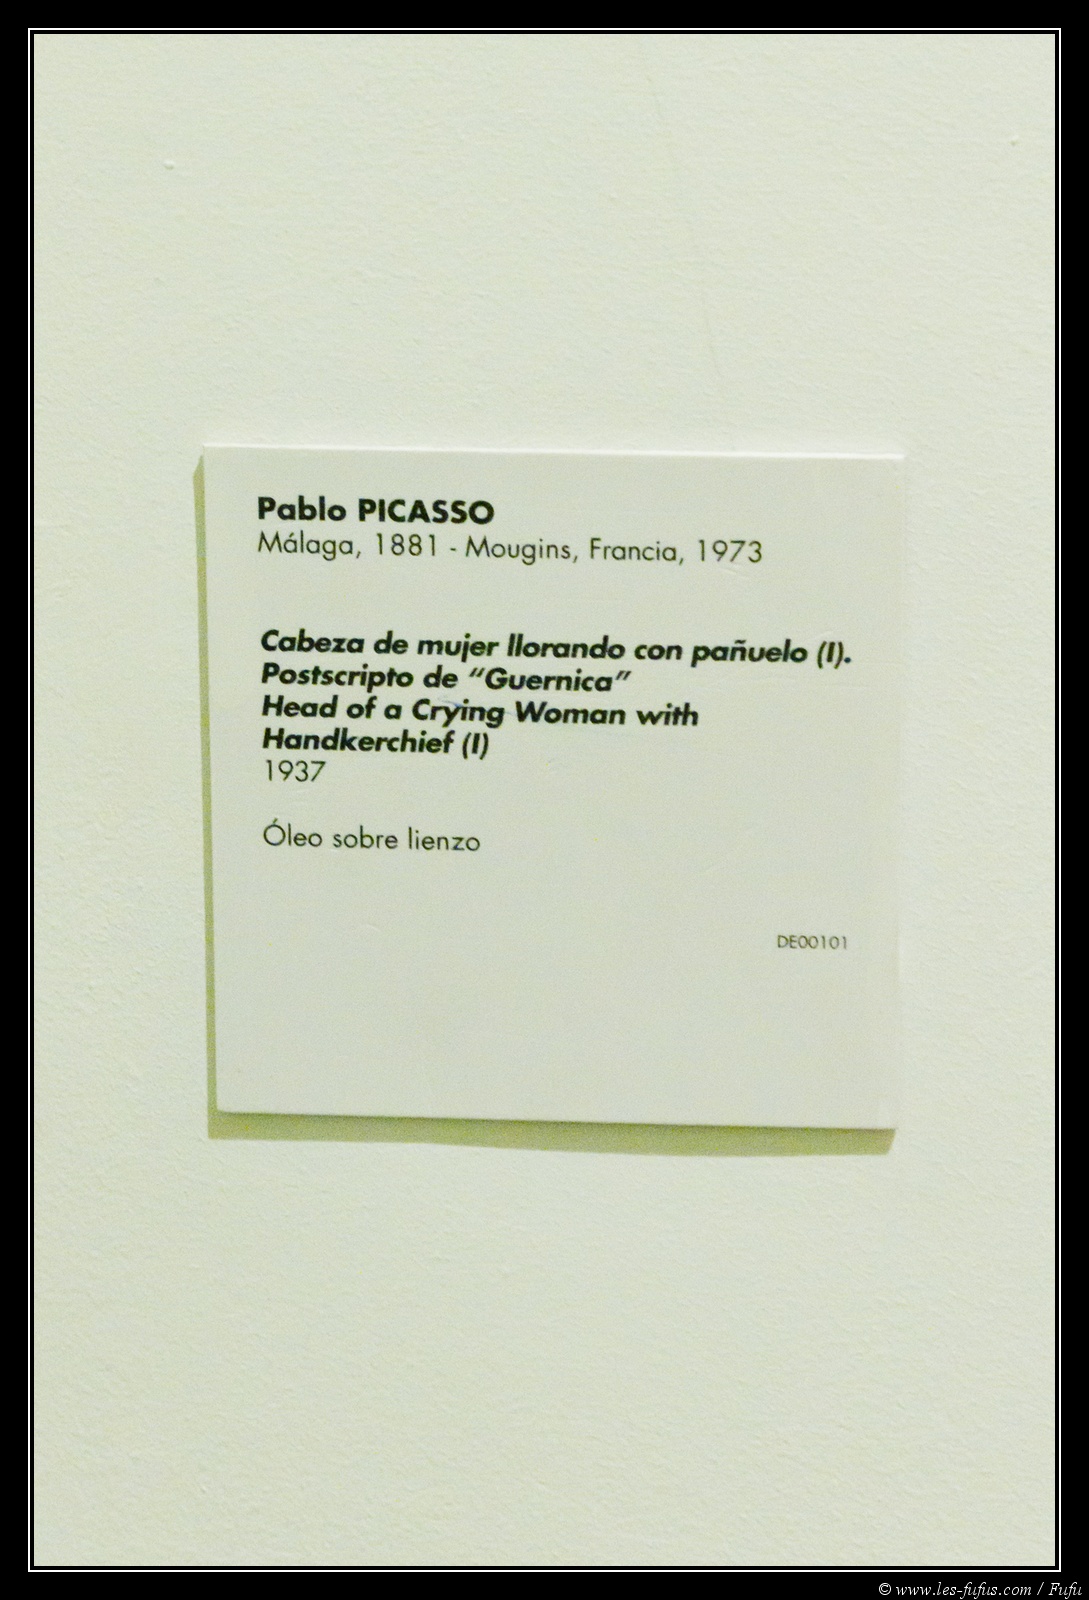 Pablo PICASSO
Málaga, 1881 - Mougins, Francia, 1973
Cabeza de mujer llorando con pañuelo (I).
Postscripto de “Guernica”
Head of a Crying Woman with
Handkerchief (I)
1937
Óleo sobre lienzo
DE00101
© www.les-fufus.com / Fufu